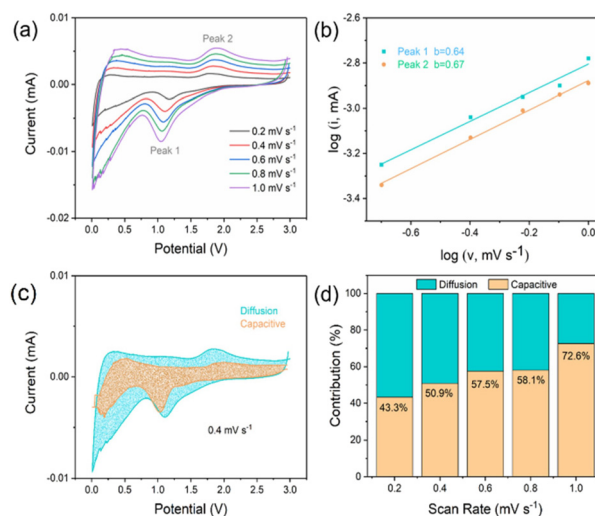 (a)
0.01
0.00
-0.01
-0.02
Current (mA)
Peak 2
Peak 1
0.2 mV s⁻¹
0.4 mV s⁻¹
0.6 mV s⁻¹
0.8 mV s⁻¹
1.0 mV s⁻¹
0.0 0.5 1.0 1.5 2.0 2.5 3.0
Potential (V)
(b)
-2.6
-2.8
-3.0
-3.2
-3.4
log (i, mA)
Peak 1 b=0.64
Peak 2 b=0.67
-0.6 -0.4 -0.2 0.0
log (v, mV s⁻¹)
(c)
0.01
0.00
-0.01
Current (mA)
Diffusion
Capacitive
0.4 mV s⁻¹
0.0 0.5 1.0 1.5 2.0 2.5 3.0
Potential (V)
(d)
Diffusion Capacitive
100
80
60
40
20
0
Contribution (%)
43.3%
50.9%
57.5%
58.1%
72.6%
0.2 0.4 0.6 0.8 1.0
Scan Rate (mV s⁻¹)